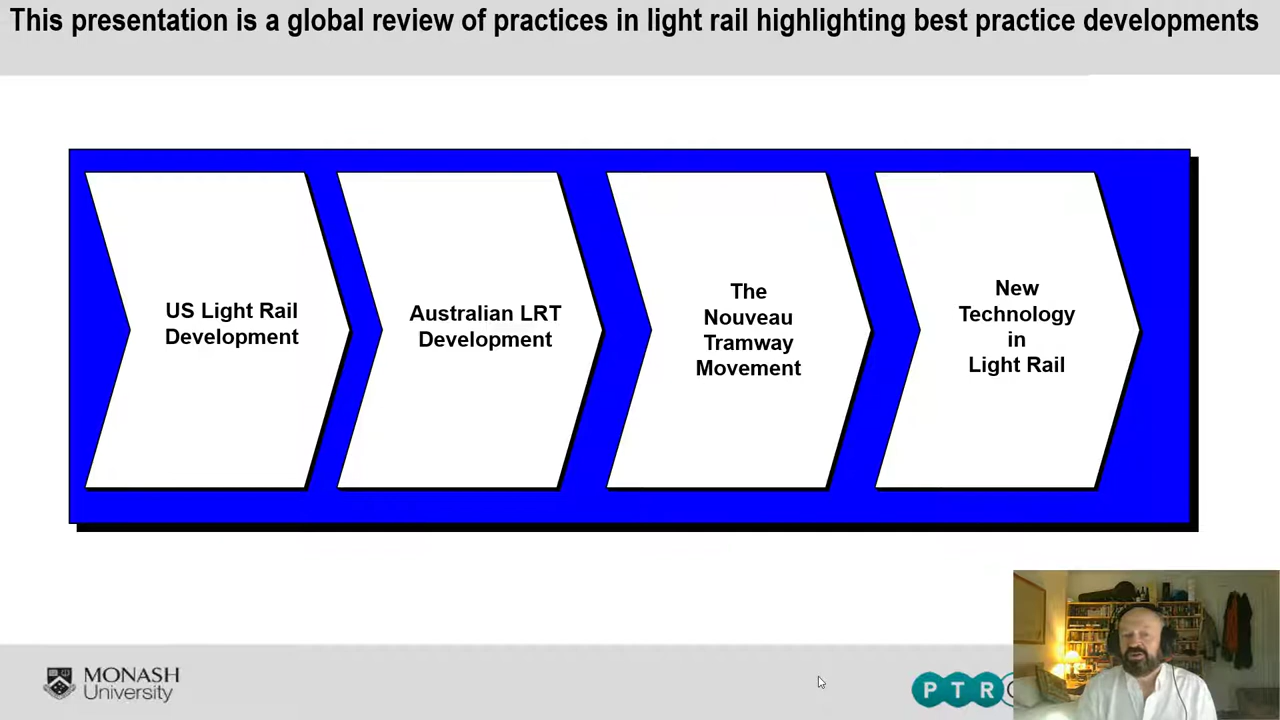 This presentation is a global review of practices in light rail highlighting best practice developments
US Light Rail
Development
Australian LRT
Development
The
Nouveau
Tramway
Movement
New
Technology
in
Light Rail
MONASH
University
PTR